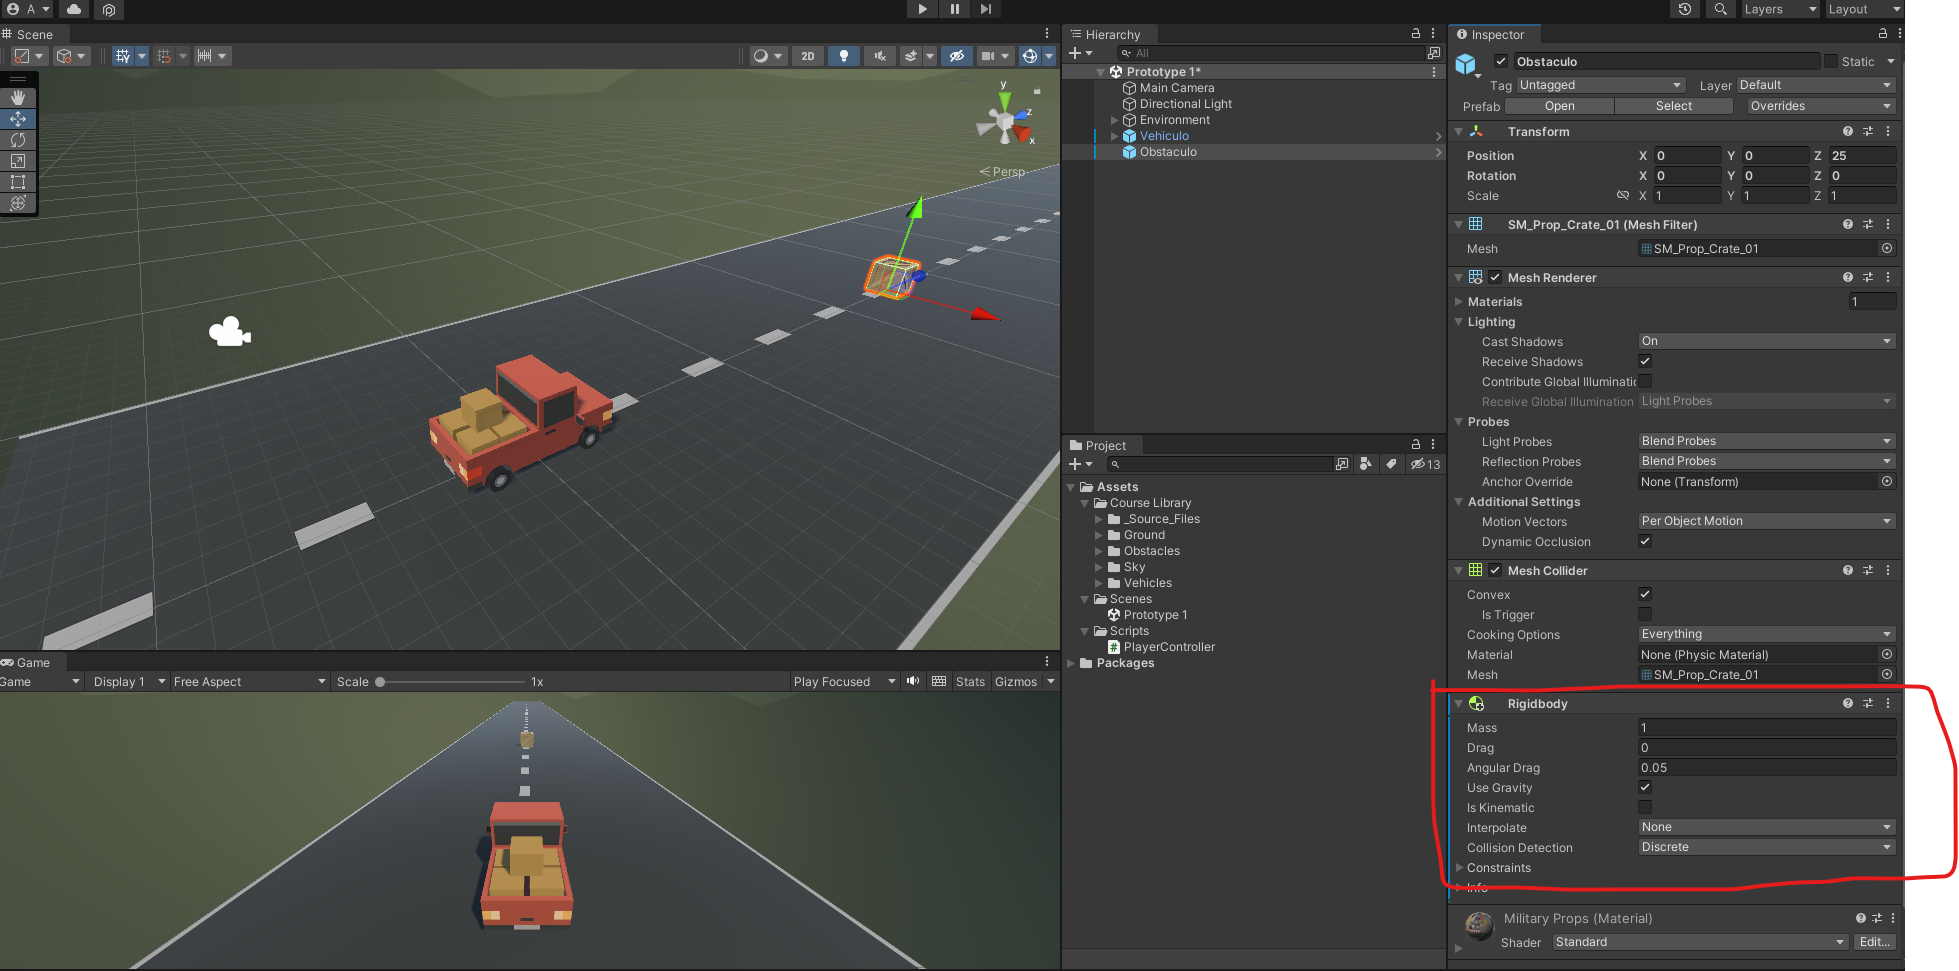 A
Layers
Layout
Scene
2D
y
z
x
Persp
Hierarchy
All
Prototype 1*
Main Camera
Directional Light
Environment
Vehiculo
Obstaculo
Project
13
Assets
Course Library
_Source_Files
Ground
Obstacles
Sky
Vehicles
Scenes
Prototype 1
Scripts
PlayerController
Packages
Game
Game
Display 1
Free Aspect
Scale
1x
Play Focused
Stats
Gizmos
Inspector
Obstaculo
Static
Tag Untagged Layer Default
Prefab Open Select Overrides
Transform
Position X 0 Y 0 Z 25
Rotation X 0 Y 0 Z 0
Scale X 1 Y 1 Z 1
SM_Prop_Crate_01 (Mesh Filter)
Mesh SM_Prop_Crate_01
Mesh Renderer
Materials 1
Lighting
Cast Shadows On
Receive Shadows
Contribute Global Illuminatic
Receive Global Illumination Light Probes
Probes
Light Probes Blend Probes
Reflection Probes Blend Probes
Anchor Override None (Transform)
Additional Settings
Motion Vectors Per Object Motion
Dynamic Occlusion
Mesh Collider
Convex
Is Trigger
Cooking Options Everything
Material None (Physic Material)
Mesh SM_Prop_Crate_01
Rigidbody
Mass 1
Drag 0
Angular Drag 0.05
Use Gravity
Is Kinematic
Interpolate None
Collision Detection Discrete
Constraints
Info
Military Props (Material)
Shader Standard Edit...